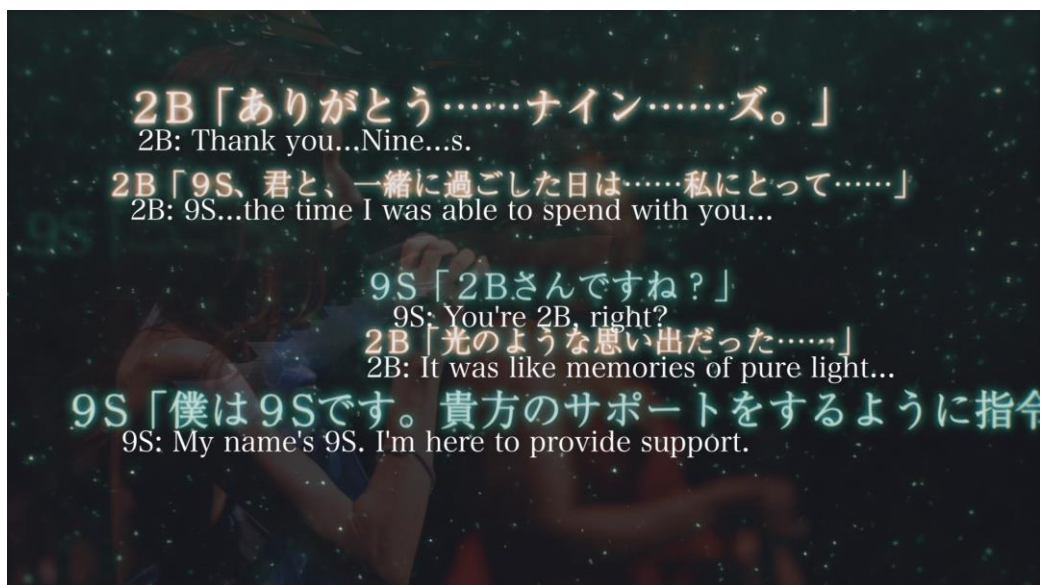 2B「ありがとう……ナイン……ズ。」
2B: Thank you...Nine...s.
2B「9S、君と、一緒に過ごした日は……私にとって……」
2B: 9S...the time I was able to spend with you...
9S
9S「2Bさんですね？」
9S: You're 2B, right?
2B「光のような思い出だった……」
2B: It was like memories of pure light...
9S「僕は9Sです。貴方のサポートをするように指令
9S: My name's 9S. I'm here to provide support.